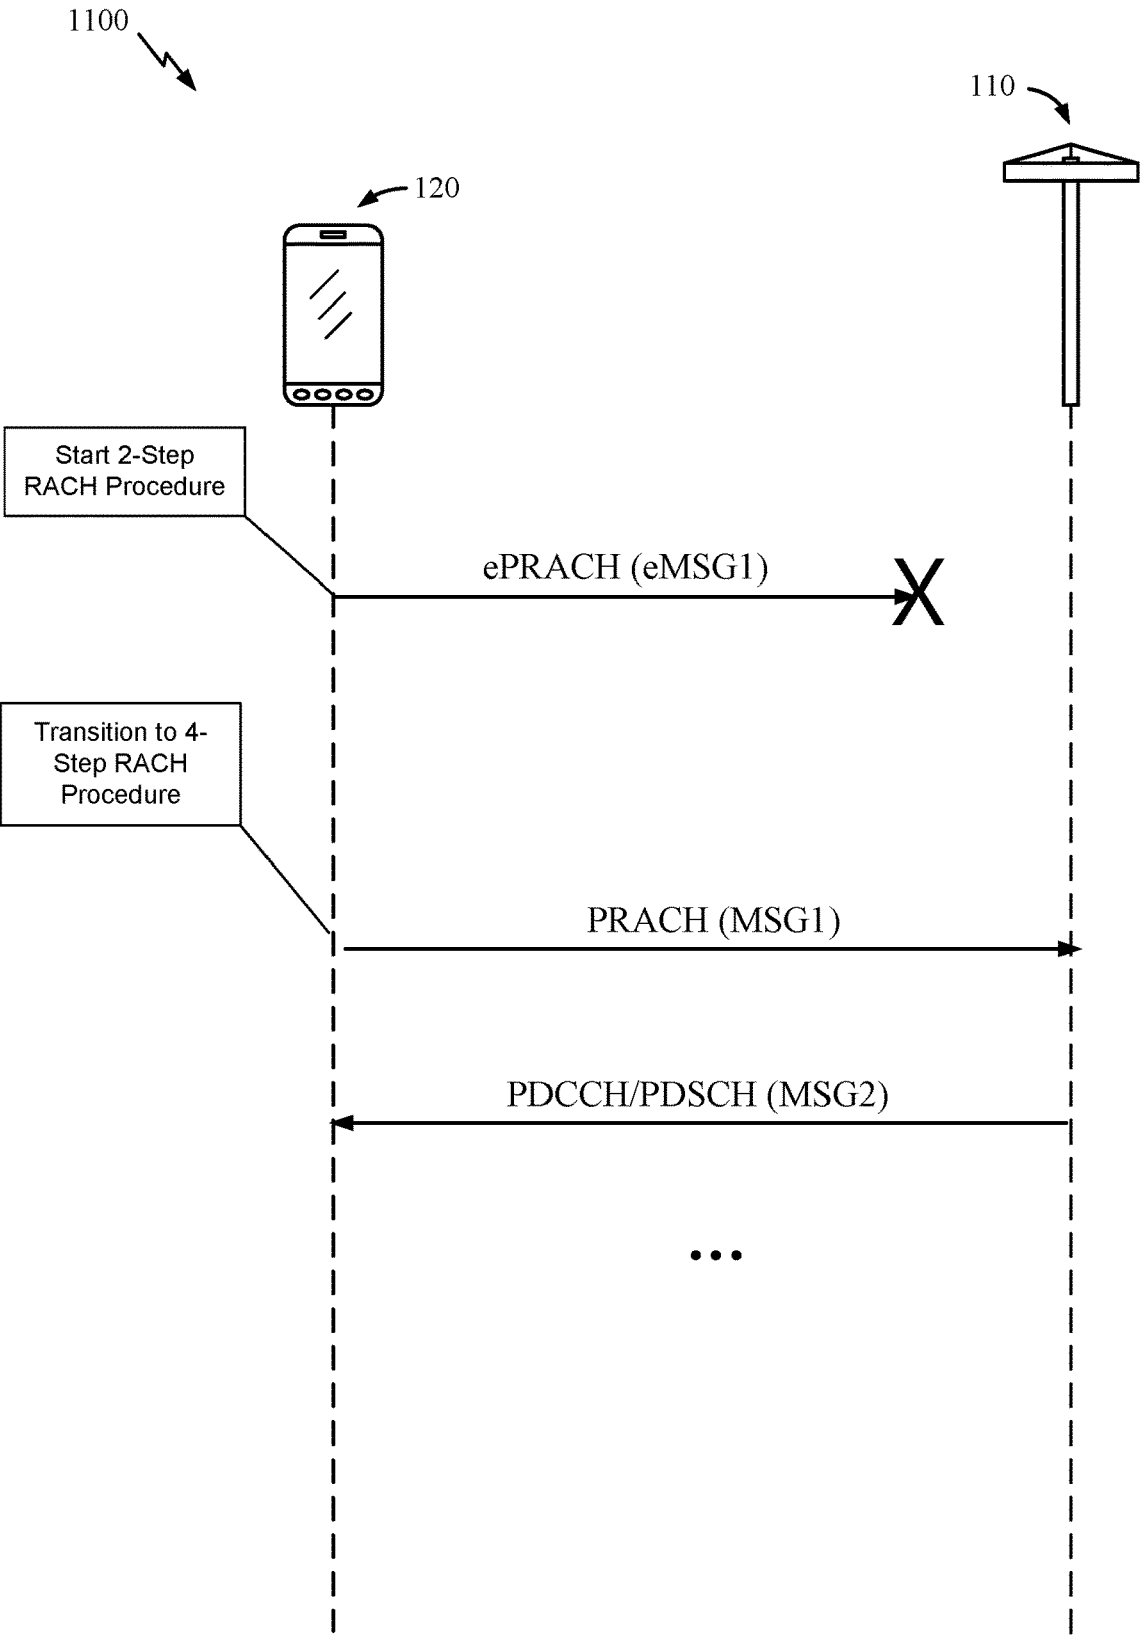 1100
110
120
Start 2-Step
RACH Procedure
ePRACH (eMSG1)
X
Transition to 4-
Step RACH
Procedure
PRACH (MSG1)
PDCCH/PDSCH (MSG2)
...